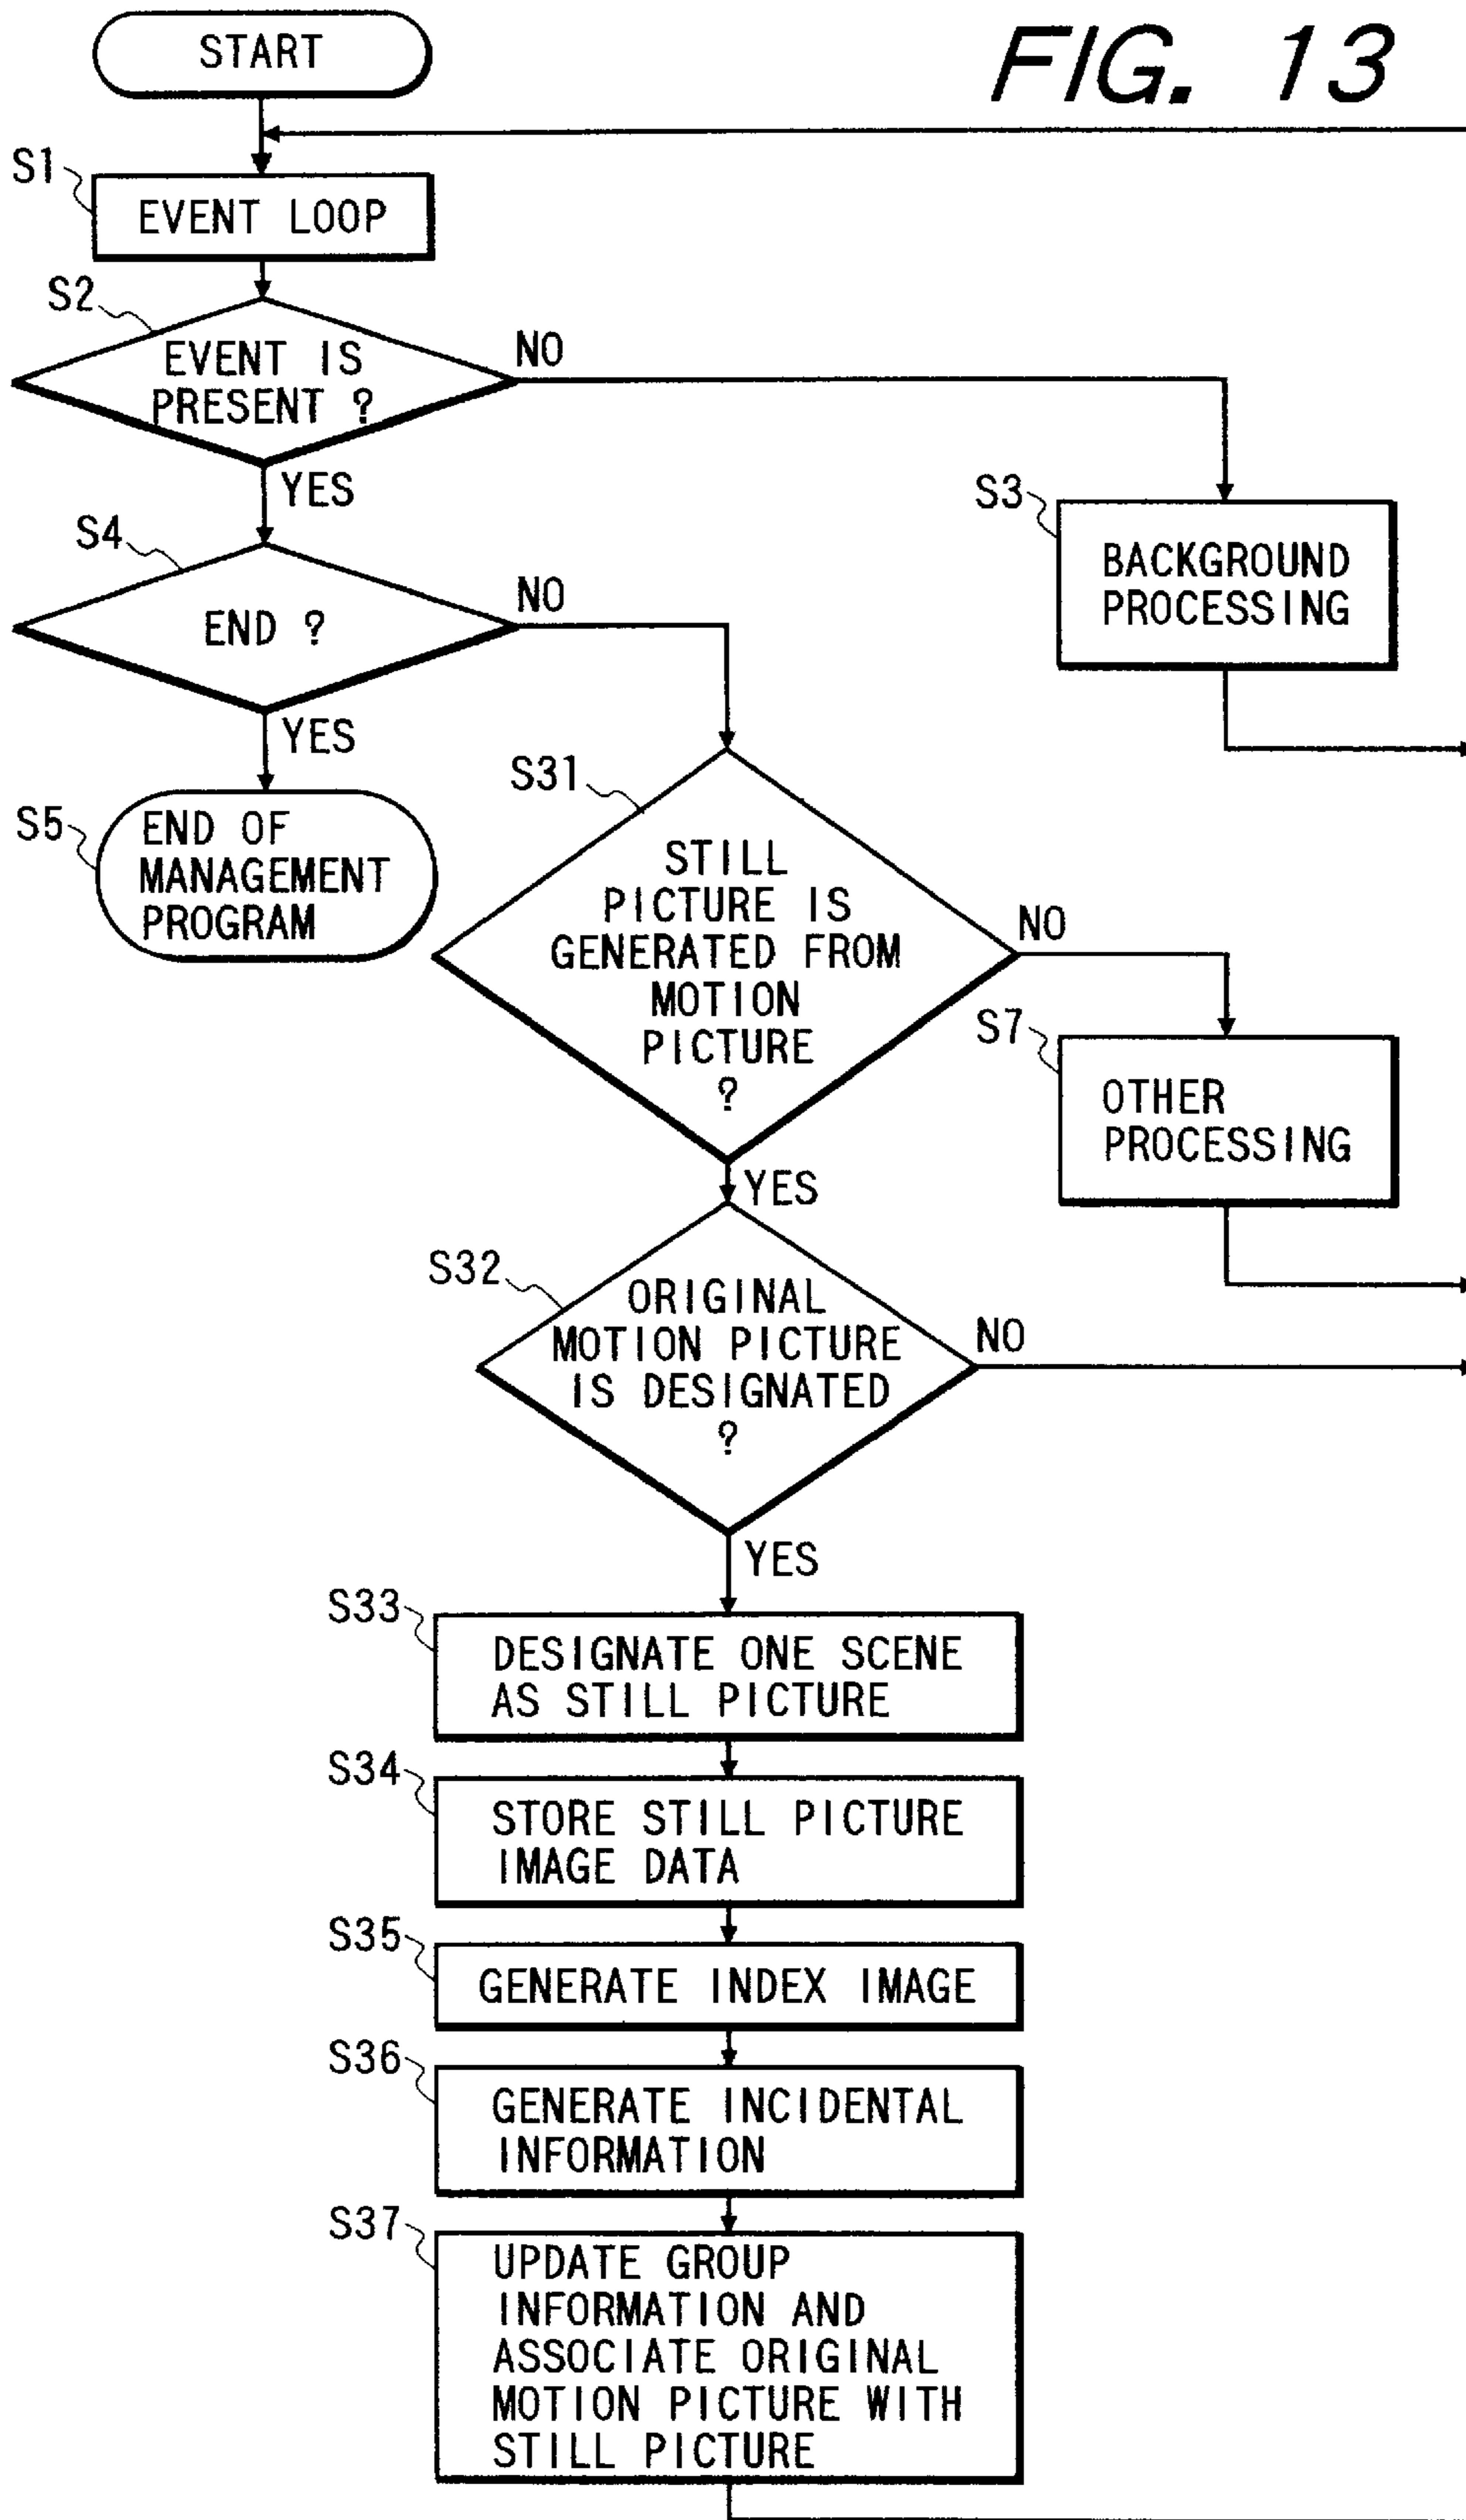 START
FIG. 13
S1
EVENT LOOP
S2
EVENT IS
PRESENT ?
NO
YES
S3
BACKGROUND
PROCESSING
S4
END ?
NO
YES
S5
END OF
MANAGEMENT
PROGRAM
S31
STILL
PICTURE IS
GENERATED FROM
MOTION
PICTURE
?
NO
YES
S7
OTHER
PROCESSING
S32
ORIGINAL
MOTION PICTURE
IS DESIGNATED
?
NO
YES
S33
DESIGNATE ONE SCENE
AS STILL PICTURE
S34
STORE STILL PICTURE
IMAGE DATA
S35
GENERATE INDEX IMAGE
S36
GENERATE INCIDENTAL
INFORMATION
S37
UPDATE GROUP
INFORMATION AND
ASSOCIATE ORIGINAL
MOTION PICTURE WITH
STILL PICTURE